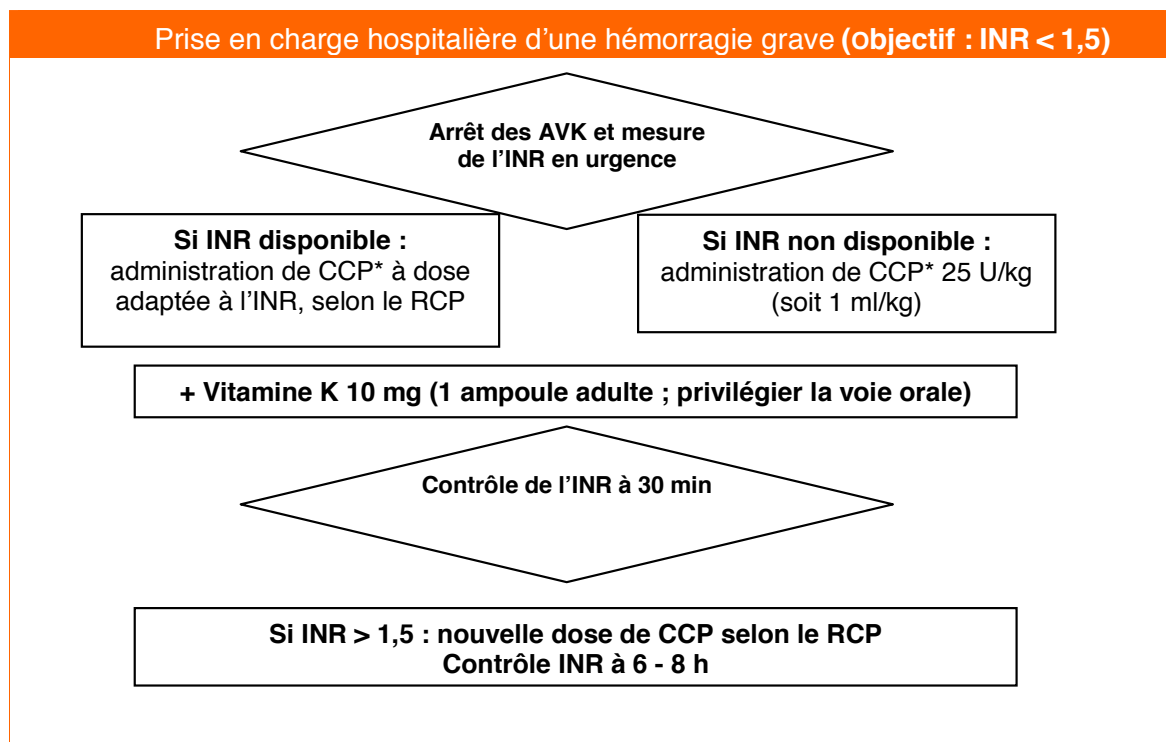 Prise en charge hospitalière d’une hémorragie grave (Objectif : INR < 1,5)
Arrêt des AVK et mesure
de l’INR en urgence
Si INR disponible :
administration de CCP* à dose
adaptée à l’INR, selon le RCP
Si INR non disponible :
administration de CCP* 25 U/kg
(soit 1 ml/kg)
+ Vitamine K 10 mg (1 ampoule adulte ; privilégier la voie orale)
Contrôle de l’INR à 30 min
Si INR > 1,5 : nouvelle dose de CCP selon le RCP
Contrôle INR à 6 - 8 h